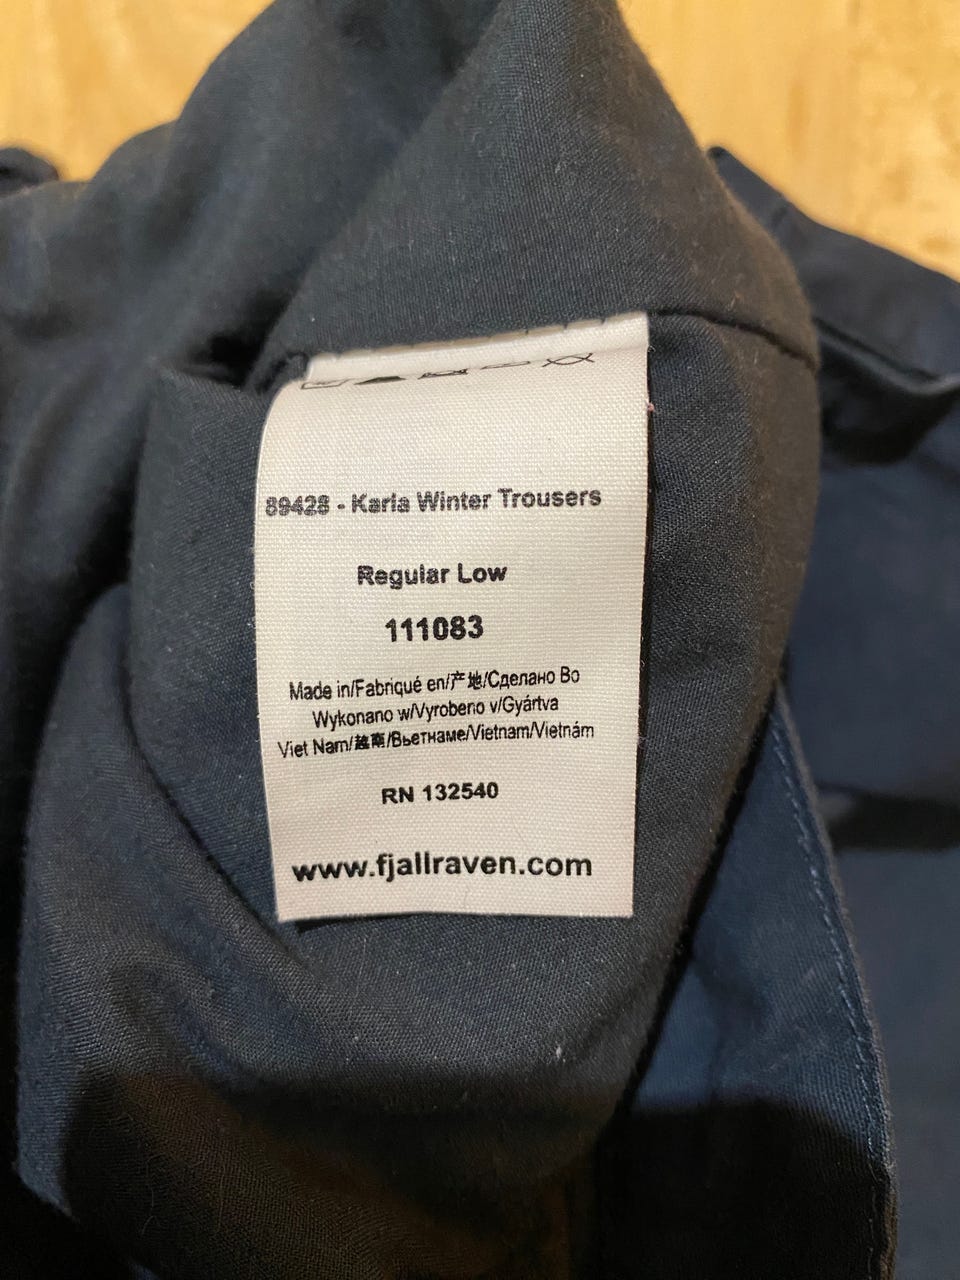 89428 - Karla Winter Trousers
Regular Low
111083
Made in/Fabriqué en/产地/Сделано Во
Wykonano w/Vyrobeno v/Gyártva
Viet Nam/越南/Вьетнаме/Vietnam/Vietnám
RN 132540
www.fjallraven.com